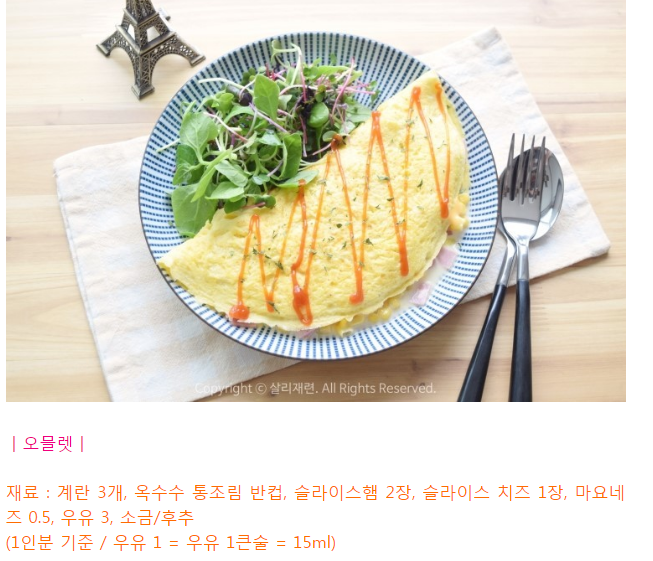 Copyright ⓒ 살리재련. All Rights Reserved.
| 오믈렛 |
재료 : 계란 3개, 옥수수 통조림 반컵, 슬라이스햄 2장, 슬라이스 치즈 1장, 마요네
즈 0.5, 우유 3, 소금/후추
(1인분 기준 / 우유 1 = 우유 1큰술 = 15ml)